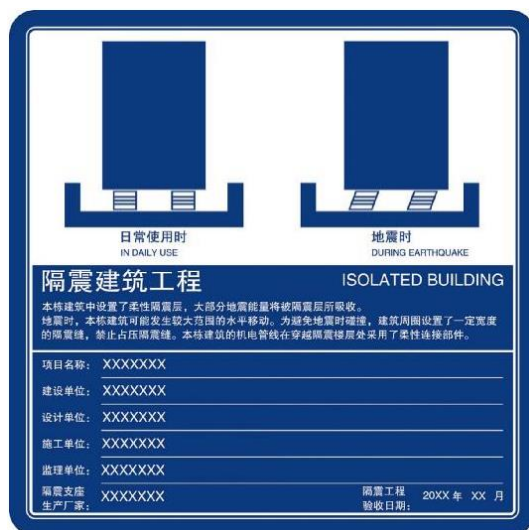 日常使用时
IN DAILY USE
地震时
DURING EARTHQUAKE
隔震建筑工程
ISOLATED BUILDING
本栋建筑中设置了柔性隔震层，大部分地震能量将被隔震层所吸收。
地震时，本栋建筑可能发生较大范围的水平移动。为避免地震时碰撞，建筑周围设置了一定宽度
的隔震缝，禁止占压隔震缝。本栋建筑的机电管线在穿越隔震楼层处采用了柔性连接部件。
项目名称： XXXXXXX
建设单位： XXXXXXX
设计单位： XXXXXXX
施工单位： XXXXXXX
监理单位： XXXXXXX
隔震支座
生产厂家： XXXXXXX
隔震工程
验收日期： 20XX 年 XX 月